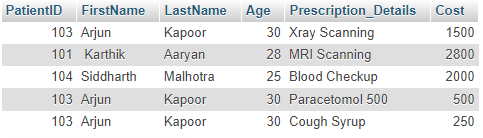 PatientID FirstName LastName Age Prescription_Details Cost
103 Arjun Kapoor 30 Xray Scanning 1500
101 Karthik Aaryan 28 MRI Scanning 2800
104 Siddharth Malhotra 25 Blood Checkup 2000
103 Arjun Kapoor 30 Paracetomol 500 500
103 Arjun Kapoor 30 Cough Syrup 250